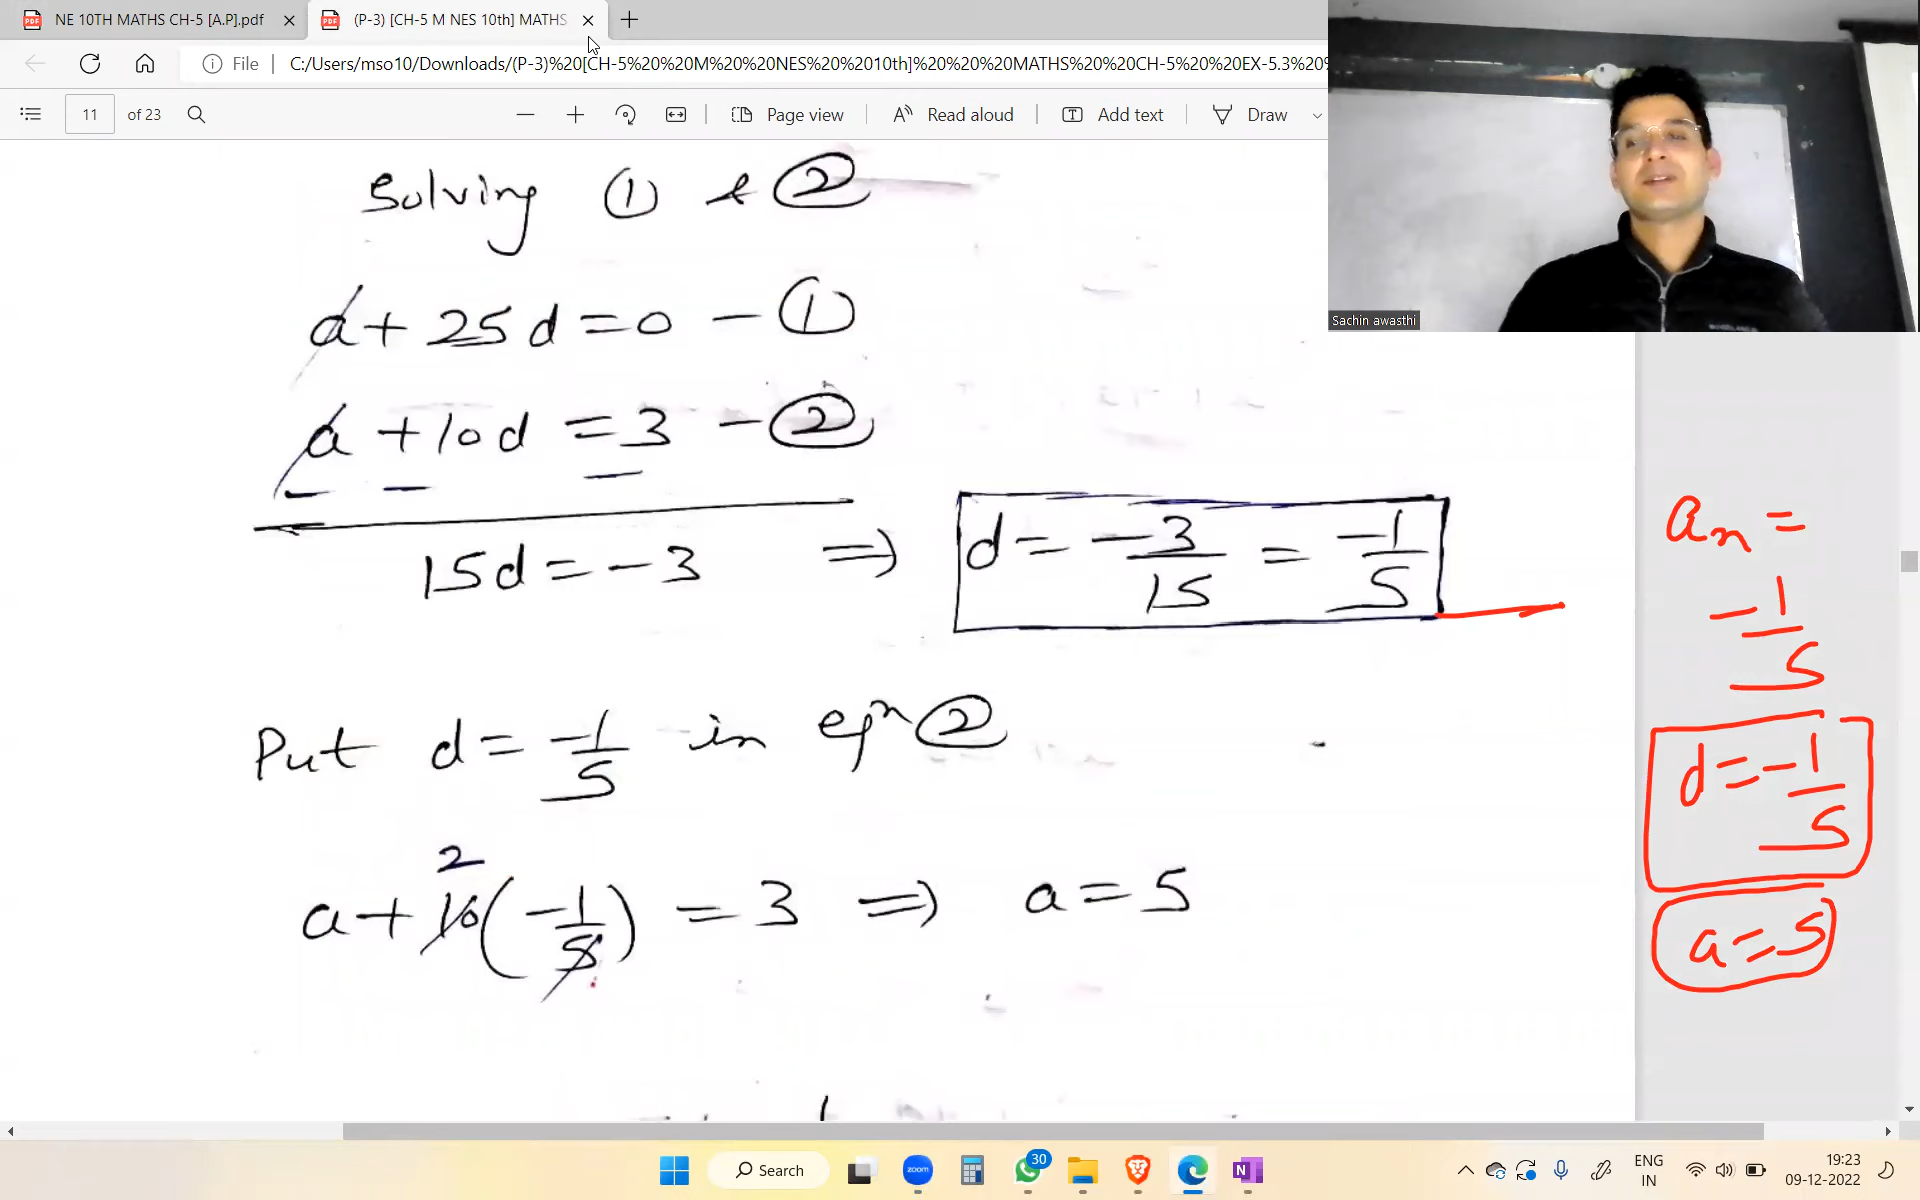 NE 10TH MATHS CH-5 [A.P].pdf
(P-3) [CH-5 M NES 10th] MATHS
File
C:/Users/mso10/Downloads/(P-3)%20[CH-5%20%20M%20%20NES%20%2010th]%20%20%20MATHS%20%20CH-5%20%20EX-5.3%20%
11 of 23
Page view
Read aloud
Add text
Draw
Sachin awasthi
Solving ① & ②
a + 25d = 0 - ①
a + 10d = 3 - ②
- - -
15d = -3 ⇒ d = -3/15 = -1/5
Put d = -1/5 in eqⁿ ②
2
a + 10(-1/5) = 3 ⇒ a = 5
an =
-1/5
d = -1/5
a = 5
Search
zoom
30
N
ENG
IN
19:23
09-12-2022